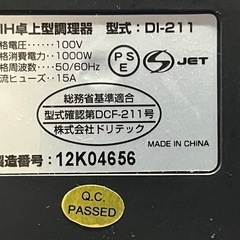 IH卓上型調理器 型式:DI-211
格電圧・・・・・・・100V
格消費電力・・・1000W
格周波数・・・50/60Hz
流ヒューズ・・・15A
PSE
JET
総務省基準適合
型式確認第DCF-211号
株式会社ドリテック
MADE IN CHINA
製造番号:12K04656
Q.C.
PASSED